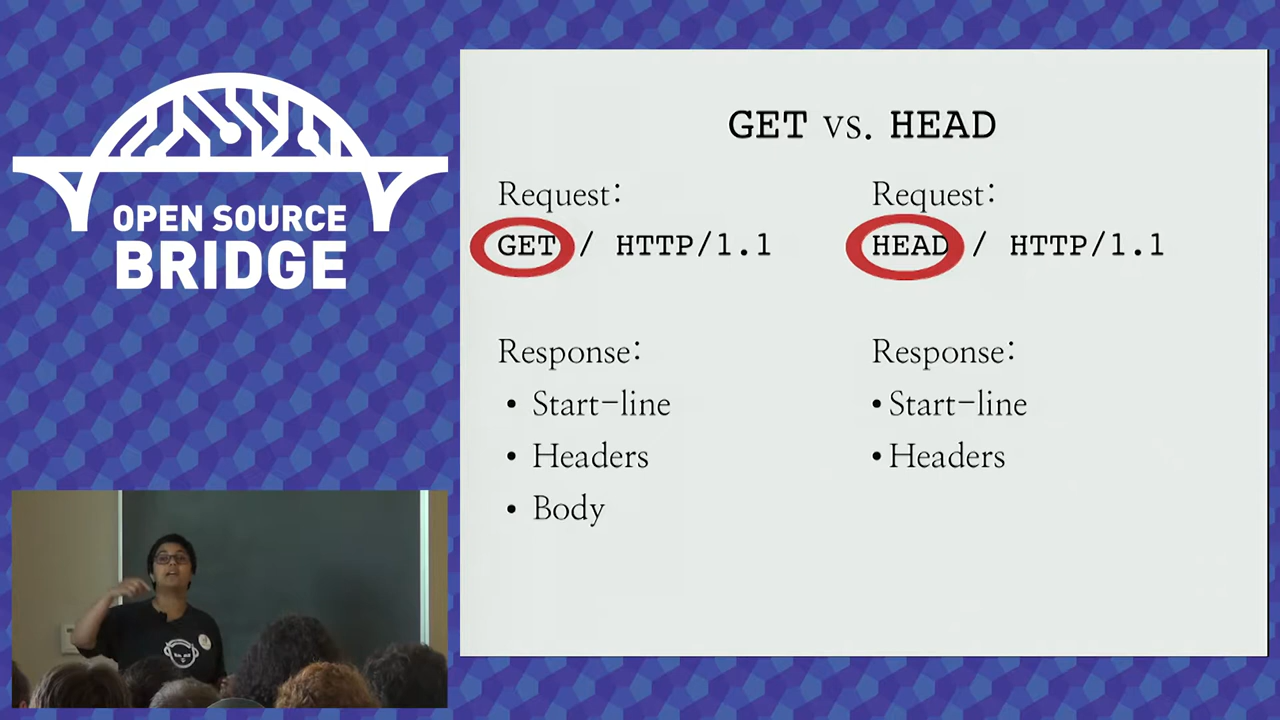 OPEN SOURCE
BRIDGE
GET vs. HEAD
Request:
GET / HTTP/1.1
Response:
• Start-line
• Headers
• Body
Request:
HEAD / HTTP/1.1
Response:
• Start-line
• Headers